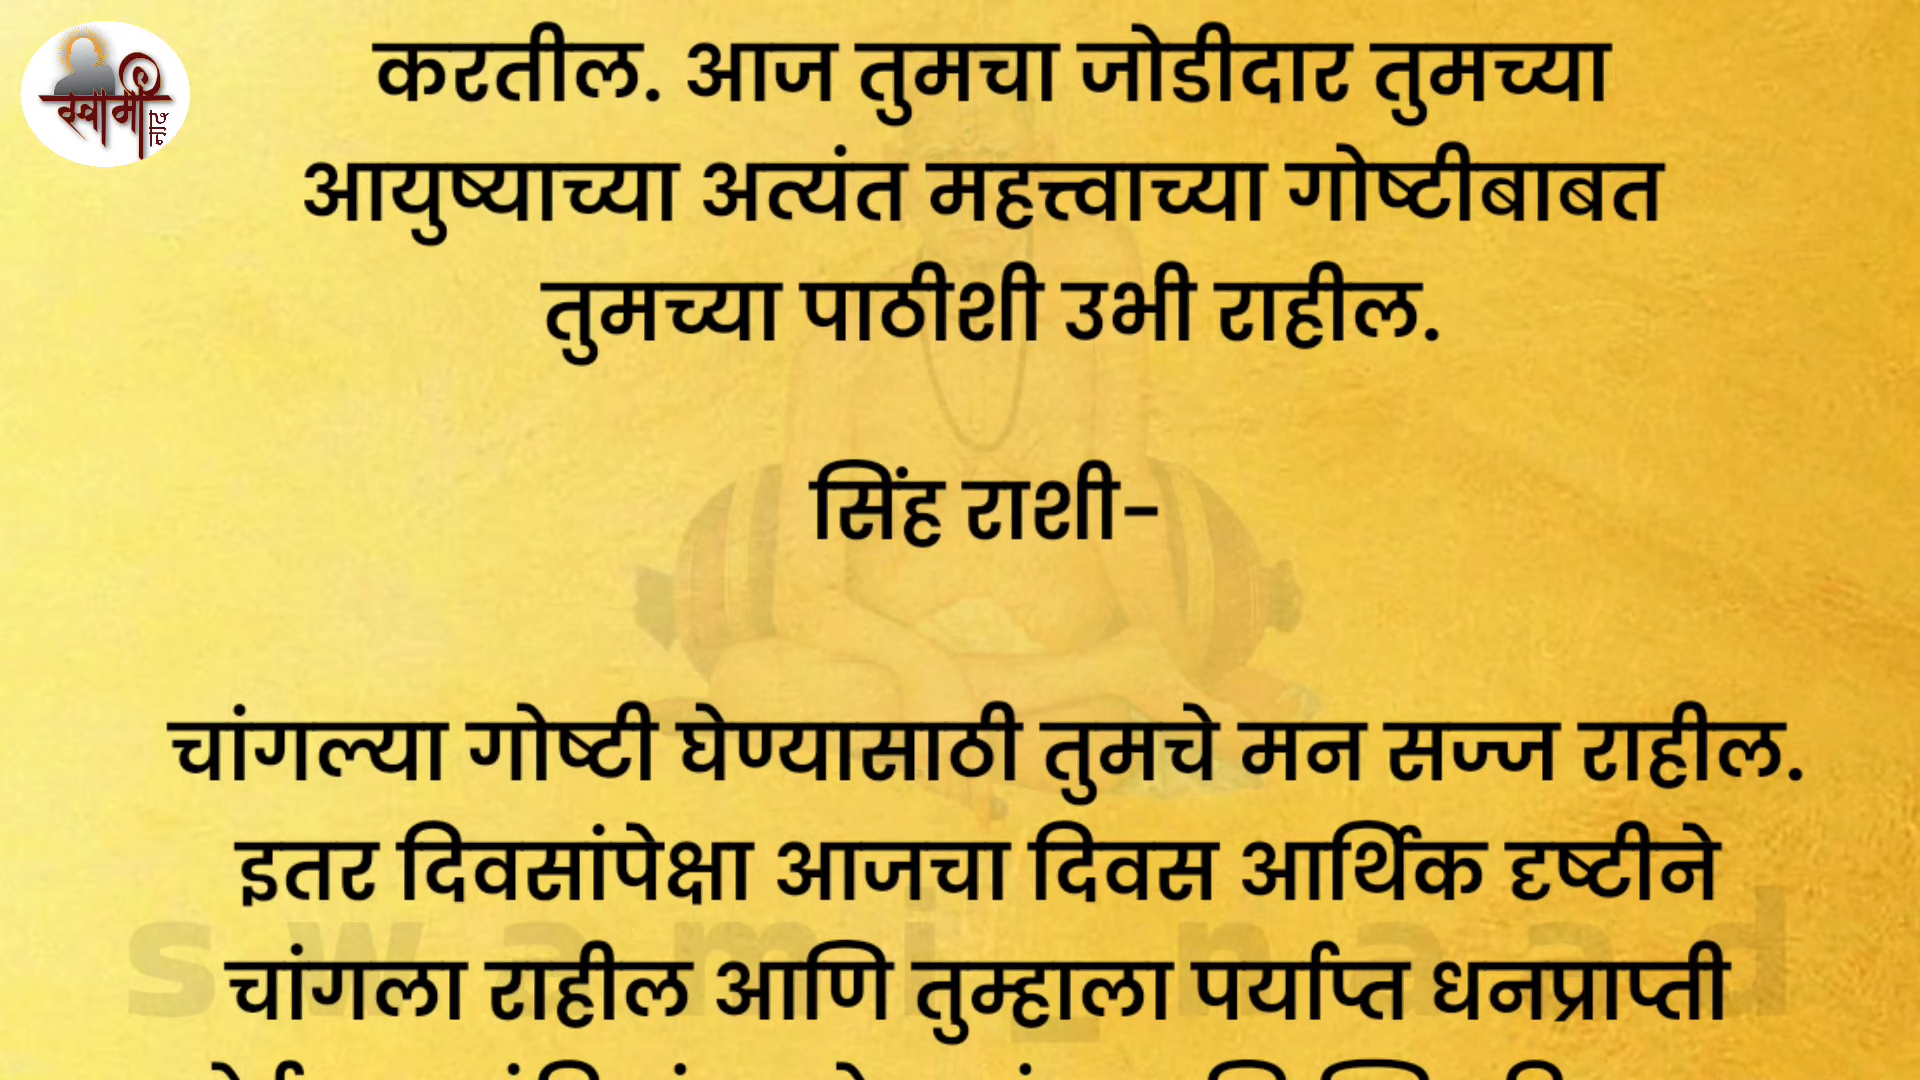 स्वामी नाद
करतील. आज तुमचा जोडीदार तुमच्या
आयुष्याच्या अत्यंत महत्त्वाच्या गोष्टीबाबत
तुमच्या पाठीशी उभी राहील.
सिंह राशी-
चांगल्या गोष्टी घेण्यासाठी तुमचे मन सज्ज राहील.
इतर दिवसांपेक्षा आजचा दिवस आर्थिक दृष्टीने
चांगला राहील आणि तुम्हाला पर्याप्त धनप्राप्ती
swami_naad